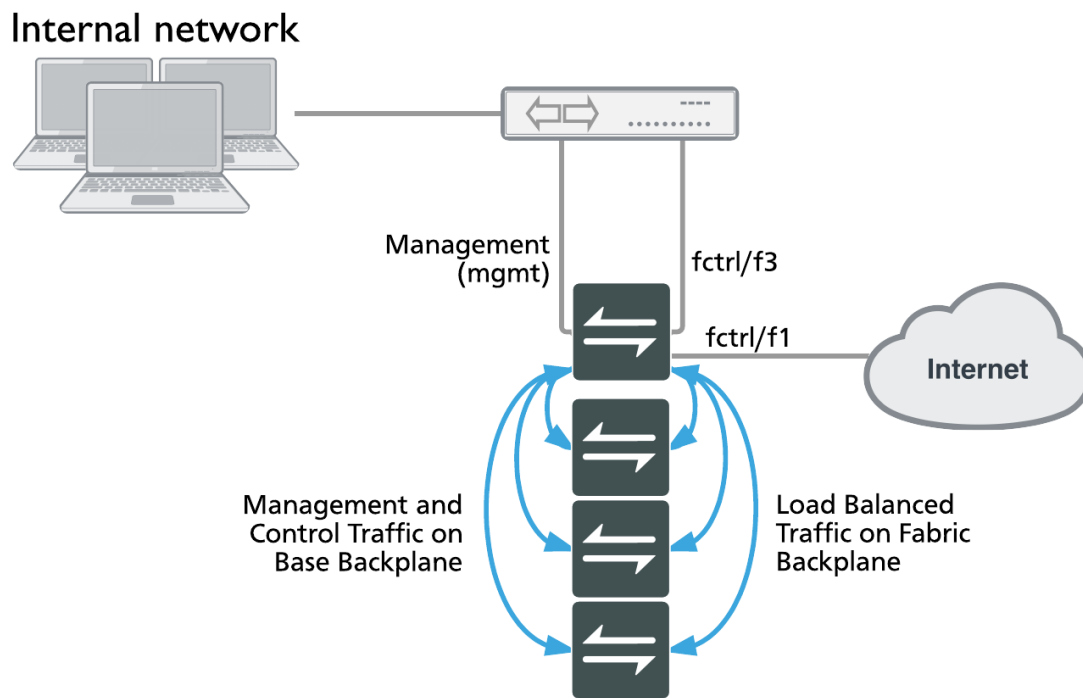 Internal network
Management
(mgmt)
fctrl/f3
fctrl/f1
Internet
Management and
Control Traffic on
Base Backplane
Load Balanced
Traffic on Fabric
Backplane